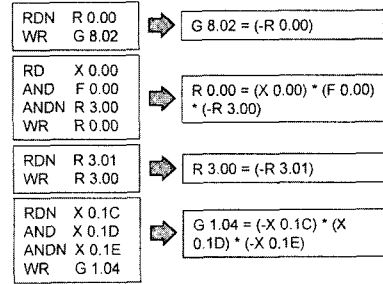 RDN R 0.00
WR G 8.02
G 8.02 = (-R 0.00)
RD X 0.00
AND F 0.00
ANDN R 3.00
WR R 0.00
R 0.00 = (X 0.00) * (F 0.00)
* (-R 3.00)
RDN R 3.01
WR R 3.00
R 3.00 = (-R 3.01)
RDN X 0.1C
AND X 0.1D
ANDN X 0.1E
WR G 1.04
G 1.04 = (-X 0.1C) * (X
0.1D) * (-X 0.1E)